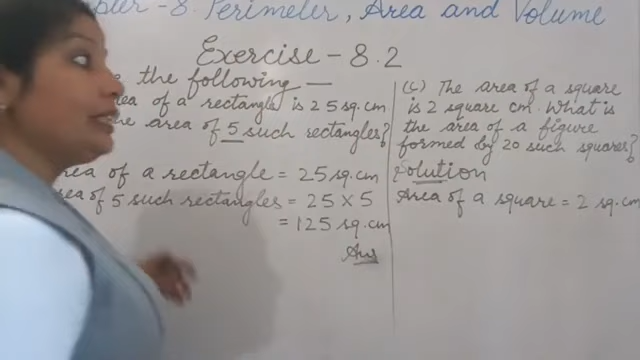 -8. Perimeter, Area and Volume
Exercise - 8.2
the following —
area of a rectangle is 25 sq.cm
the area of 5 such rectangles?
area of a rectangle = 25 sq.cm
area of 5 such rectangles = 25 × 5
= 125 sq.cm
Ans
(c) The area of a square
is 2 square cm. What is
the area of a figure
formed by 20 such squares?
Solution
Area of a square = 2 sq.cm